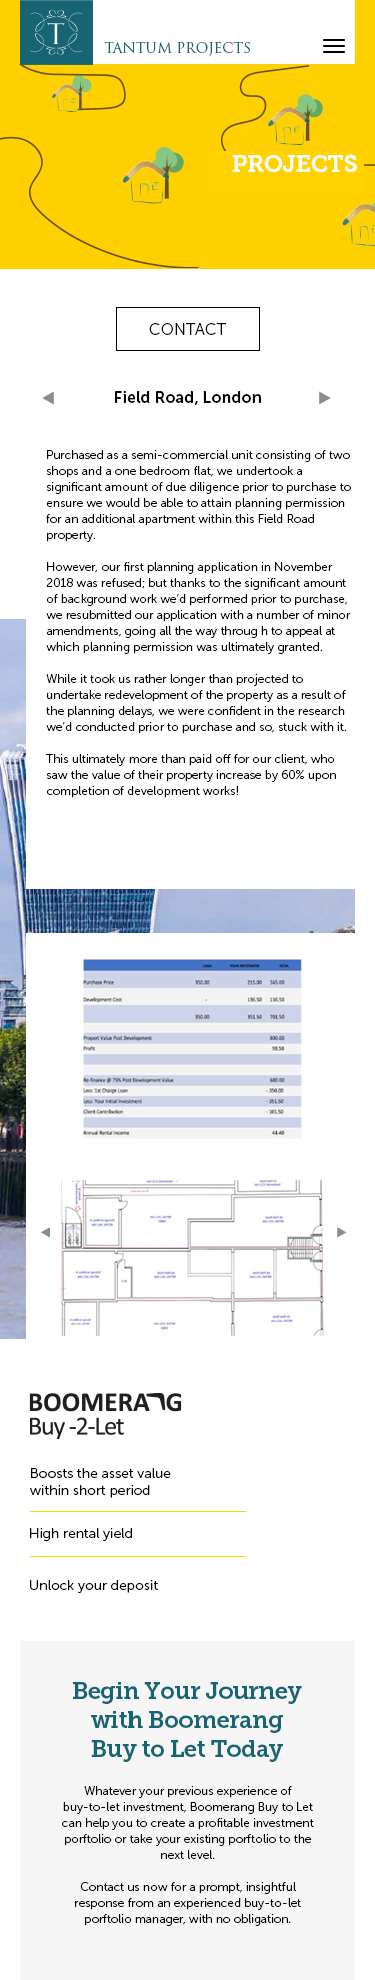 T
TANTUM PROJECTS
PROJECTS
CONTACT
Field Road, London
Purchased as a semi-commercial unit consisting of two
shops and a one bedroom flat, we undertook a
significant amount of due diligence prior to purchase to
ensure we would be able to attain planning permission
for an additional apartment within this Field Road
property.
However, our first planning application in November
2018 was refused; but thanks to the significant amount
of background work we’d performed prior to purchase,
we resubmitted our application with a number of minor
amendments, going all the way throug h to appeal at
which planning permission was ultimately granted.
While it took us rather longer than projected to
undertake redevelopment of the property as a result of
the planning delays, we were confident in the research
we’d conducted prior to purchase and so, stuck with it.
This ultimately more than paid off for our client, who
saw the value of their property increase by 60% upon
completion of development works!
LOAN YOUR INVESTMENT TOTAL
Purchase Price 350.00 215.00 565.00
Development Cost - 136.50 136.50
350.00 351.50 701.50
Propert Value Post Development 800.00
Profit 98.50
Re-finance @ 75% Post Development Value 600.00
Less: 1st Charge Loan - 350.00
Less: Your Initial Investment - 351.50
Client Contribution - 101.50
Annual Rental Income 44.40
BOOMERANG
Buy -2-Let
Boosts the asset value
within short period
High rental yield
Unlock your deposit
Begin Your Journey
with Boomerang
Buy to Let Today
Whatever your previous experience of
buy-to-let investment, Boomerang Buy to Let
can help you to create a profitable investment
porftolio or take your existing porftolio to the
next level.
Contact us now for a prompt, insightful
response from an experienced buy-to-let
porftolio manager, with no obligation.